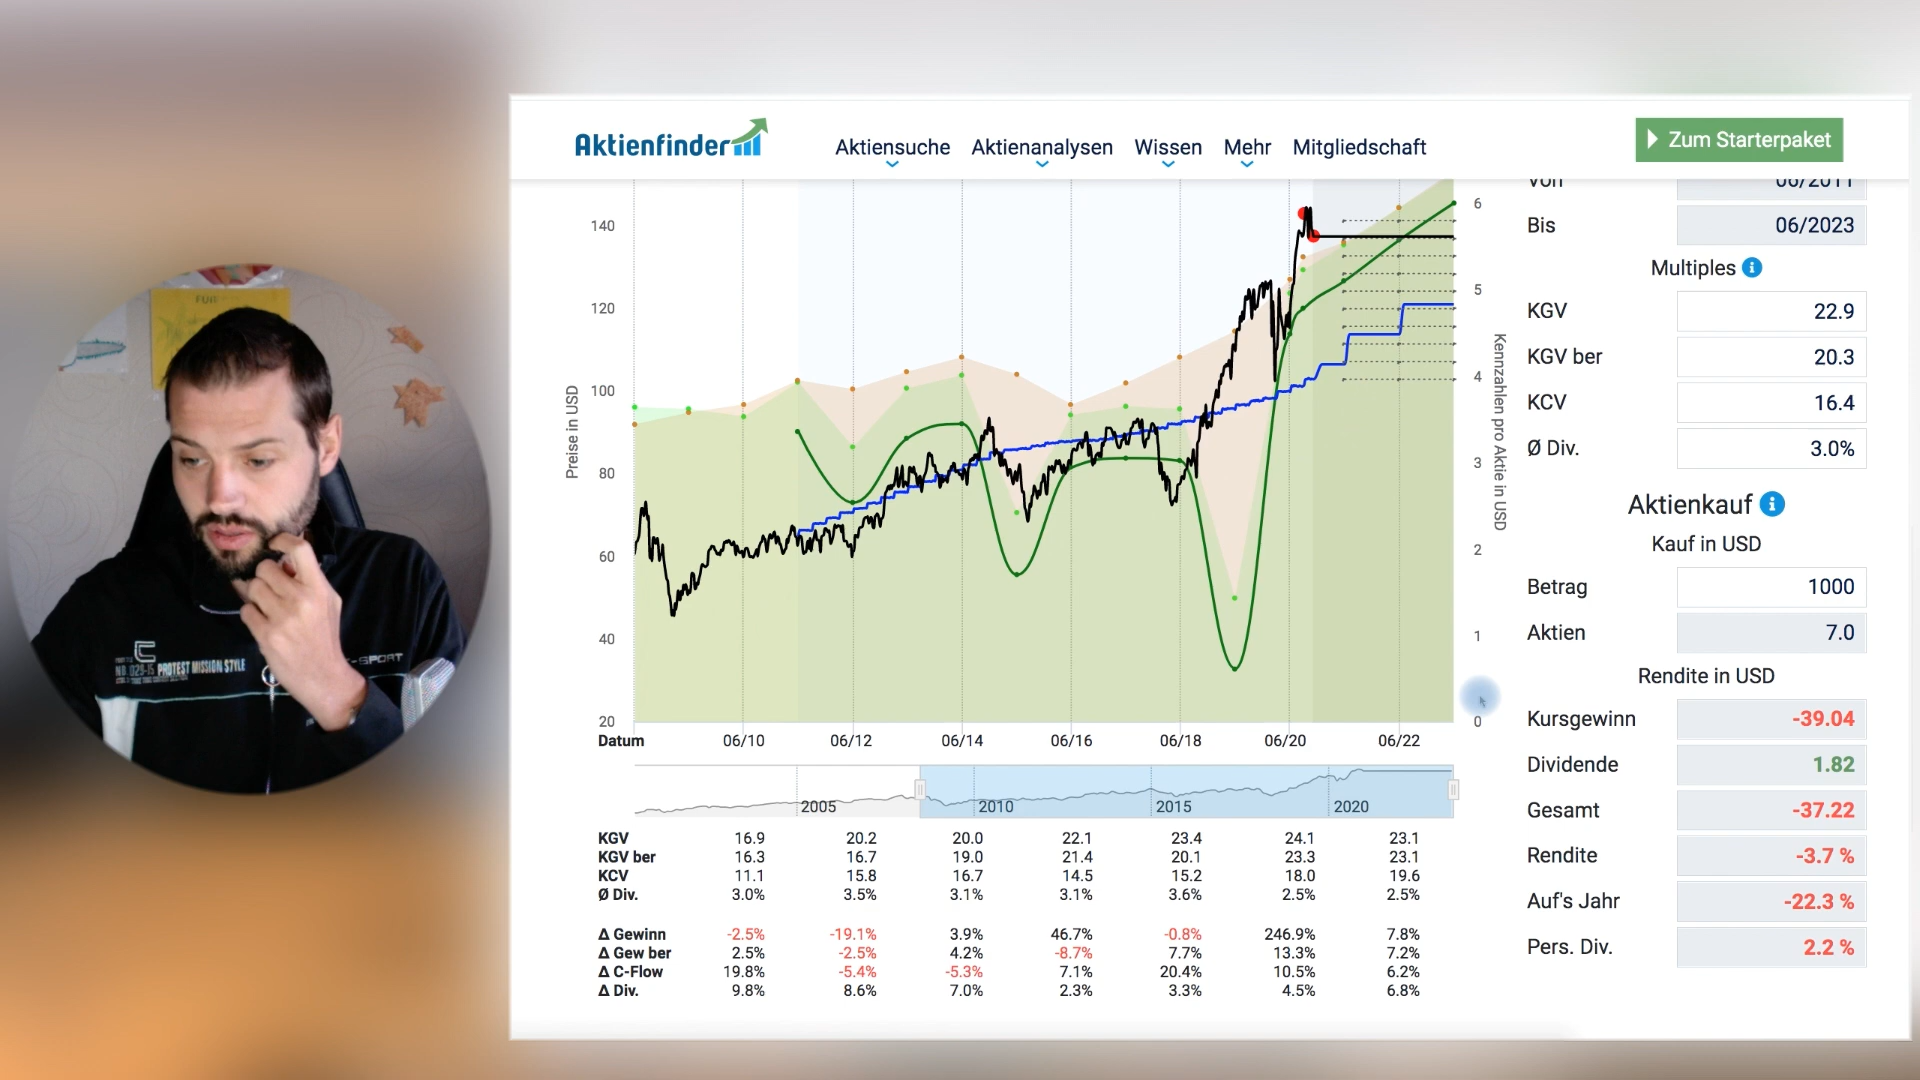 Aktienfinder
Aktiensuche Aktienanalysen Wissen Mehr Mitgliedschaft
Zum Starterpaket
Von 06/2011
Bis 06/2023
Multiples
KGV 22.9
KGV ber 20.3
KCV 16.4
Ø Div. 3.0%
Aktienkauf
Kauf in USD
Betrag 1000
Aktien 7.0
Rendite in USD
Kursgewinn -39.04
Dividende 1.82
Gesamt -37.22
Rendite -3.7 %
Auf's Jahr -22.3 %
Pers. Div. 2.2 %
Preise in USD
140
120
100
80
60
40
20
Kennzahlen pro Aktie in USD
6
5
4
3
2
1
0
Datum 06/10 06/12 06/14 06/16 06/18 06/20 06/22
2005 2010 2015 2020
KGV 16.9 20.2 20.0 22.1 23.4 24.1 23.1
KGV ber 16.3 16.7 19.0 21.4 20.1 23.3 23.1
KCV 11.1 15.8 16.7 14.5 15.2 18.0 19.6
Ø Div. 3.0% 3.5% 3.1% 3.1% 3.6% 2.5% 2.5%
Δ Gewinn -2.5% -19.1% 3.9% 46.7% -0.8% 246.9% 7.8%
Δ Gew ber 2.5% -2.5% 4.2% -8.7% 7.7% 13.3% 7.2%
Δ C-Flow 19.8% -5.4% -5.3% 7.1% 20.4% 10.5% 6.2%
Δ Div. 9.8% 8.6% 7.0% 2.3% 3.3% 4.5% 6.8%
PROTEST MISSION STYLE
-SPORT